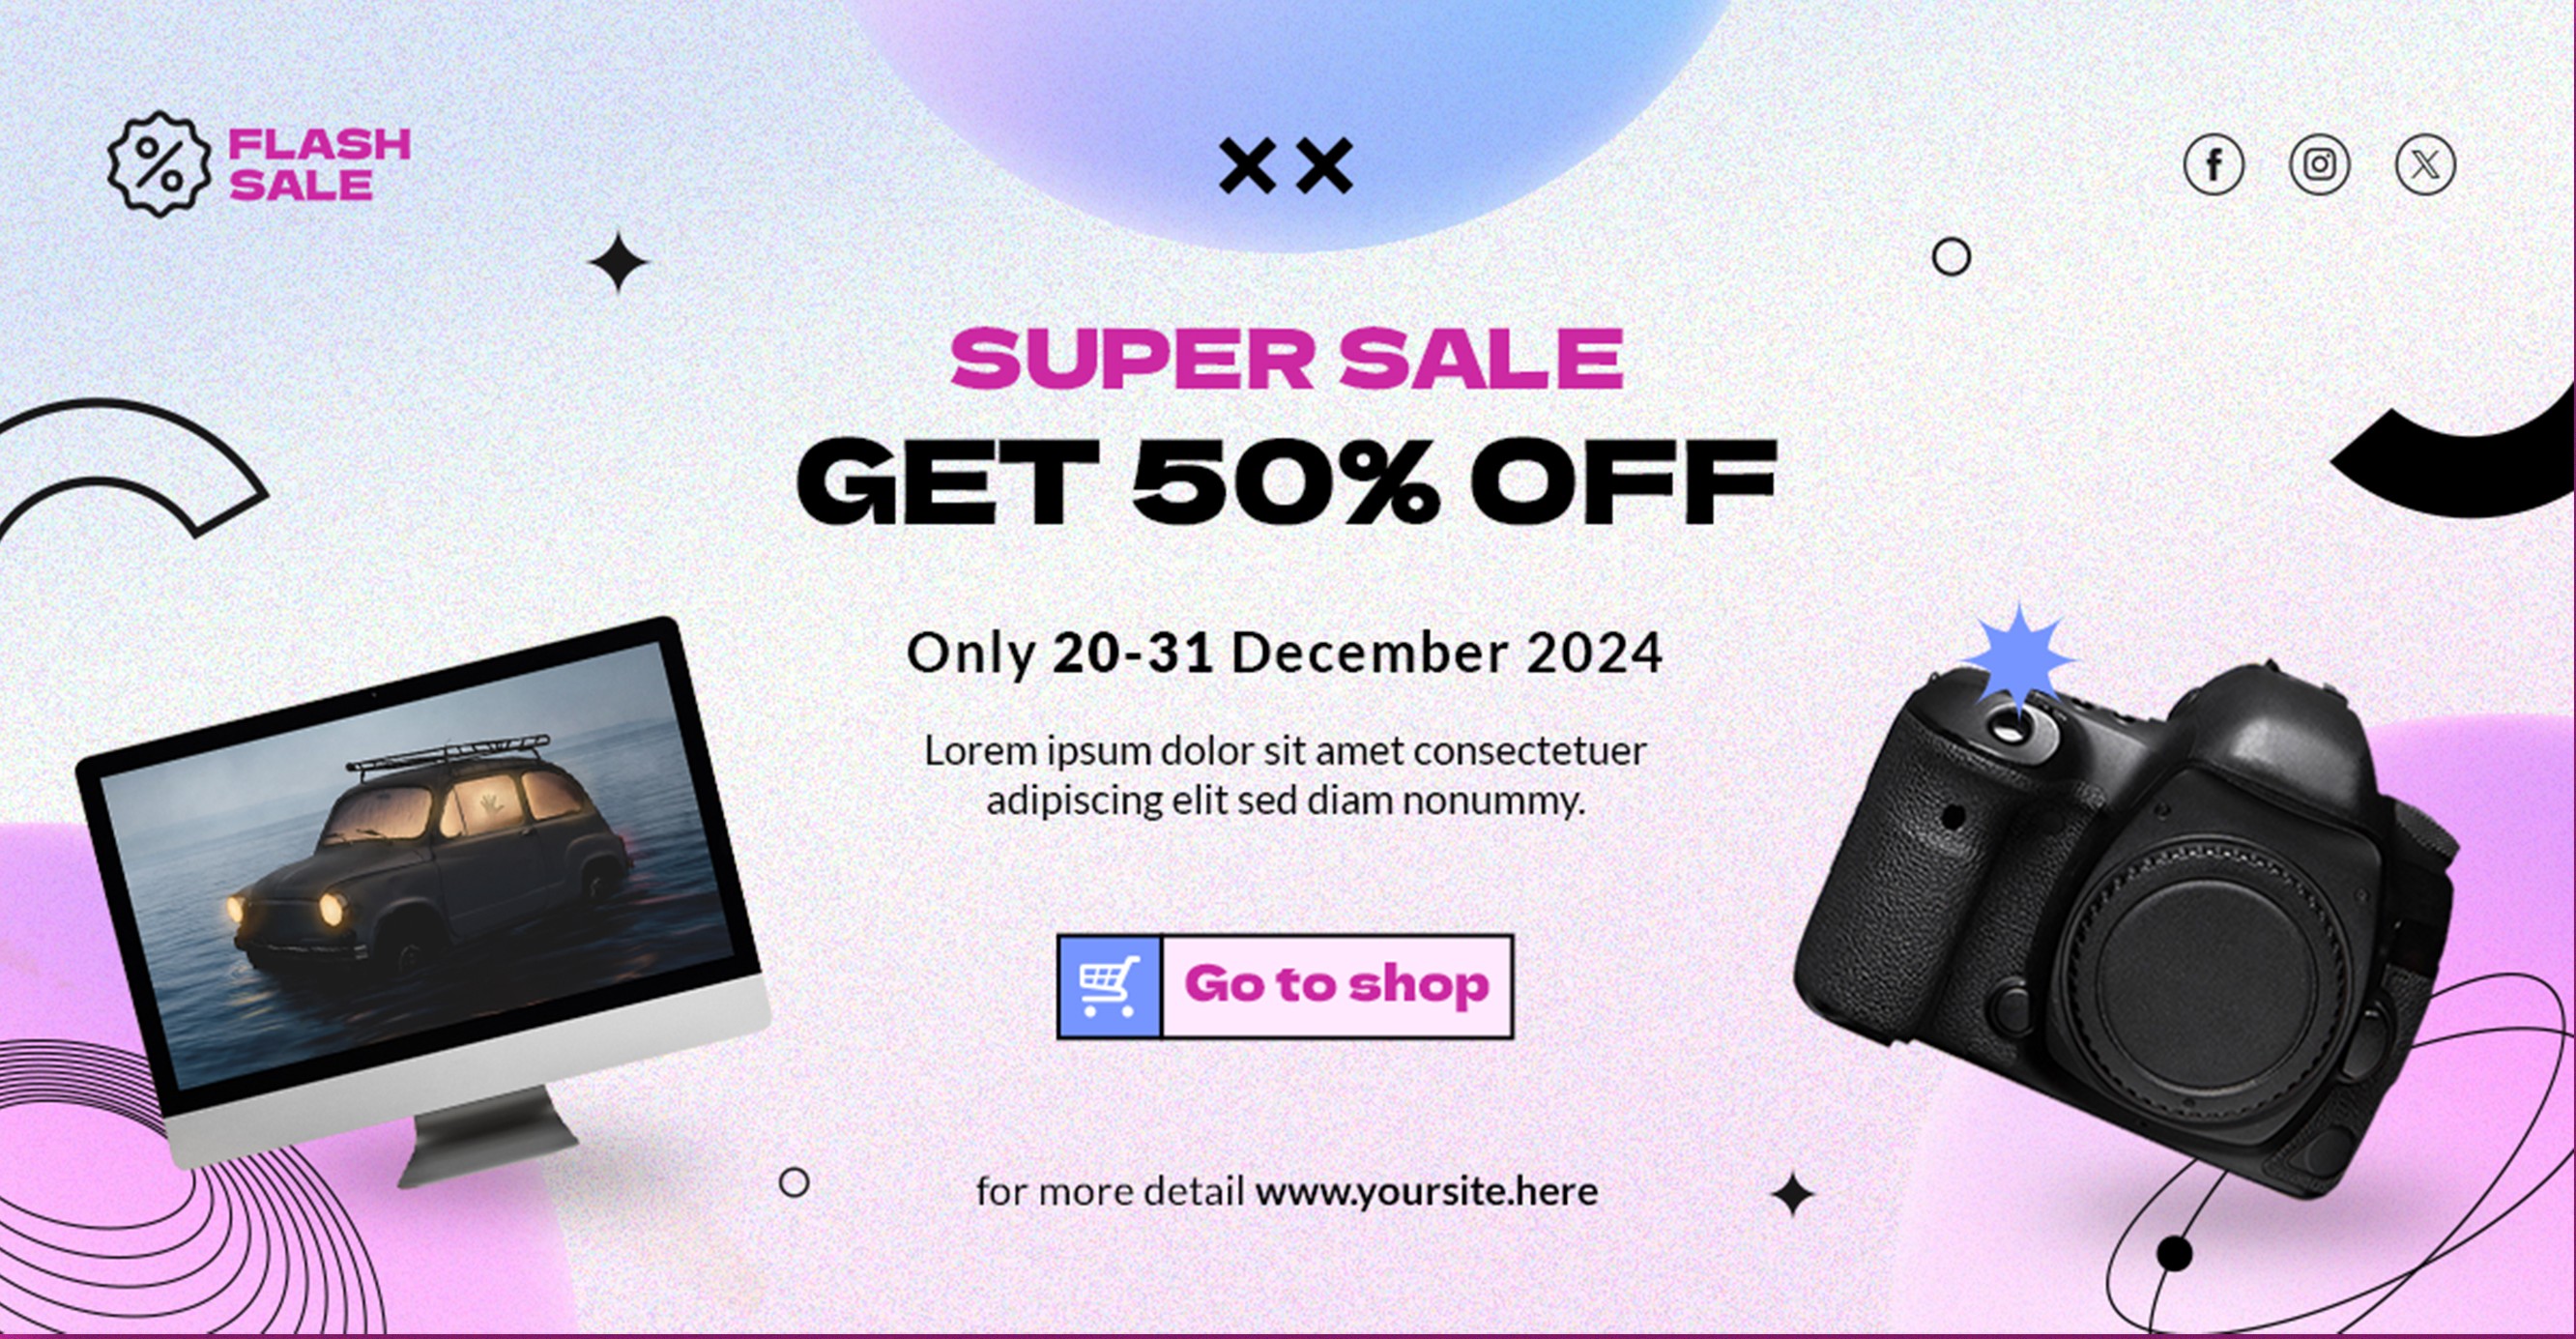 FLASH
SALE
SUPER SALE
GET 50% OFF
Only 20-31 December 2024
Lorem ipsum dolor sit amet consectetuer
adipiscing elit sed diam nonummy.
Go to shop
for more detail www.yoursite.here